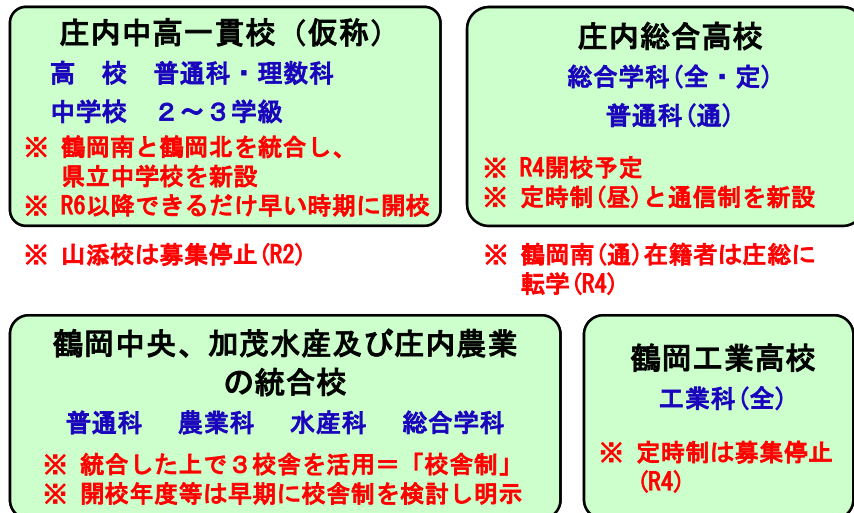 庄内中高一貫校（仮称）
高　校　普通科・理数科
中学校　２～３学級
※ 鶴岡南と鶴岡北を統合し、
県立中学校を新設
※ R6以降できるだけ早い時期に開校
※ 山添校は募集停止(R2)
庄内総合高校
総合学科(全・定)
普通科(通)
※ R4開校予定
※ 定時制(昼)と通信制を新設
※ 鶴岡南(通)在籍者は庄総に
転学(R4)
鶴岡中央、加茂水産及び庄内農業
の統合校
普通科　農業科　水産科　総合学科
※ 統合した上で３校舎を活用＝「校舎制」
※ 開校年度等は早期に校舎制を検討し明示
鶴岡工業高校
工業科(全)
※ 定時制は募集停止
(R4)